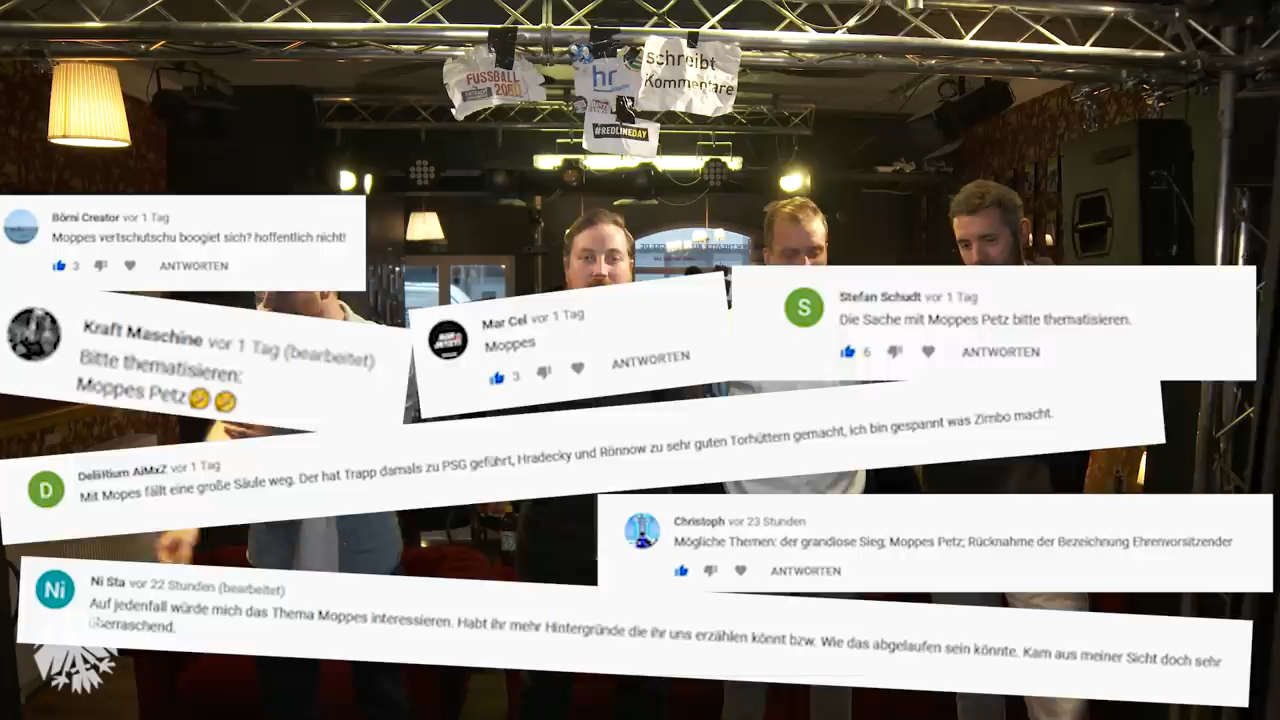 FUSSBALL
2000
hr
schreibt
Kommentare
#REDLINEDAY
Börni Creator vor 1 Tag
Moppes vertschutschu boogiet sich? hoffentlich nicht!
3 ANTWORTEN
Kraft Maschine vor 1 Tag (bearbeitet)
Bitte thematisieren:
Moppes Petz🤣🤣
Mar Cel vor 1 Tag
Moppes
3 ANTWORTEN
S
Stefan Schudt vor 1 Tag
Die Sache mit Moppes Petz bitte thematisieren.
6 ANTWORTEN
D
DeliRium AiMxZ vor 1 Tag
Mit Mopes fällt eine große Säule weg. Der hat Trapp damals zu PSG geführt, Hradecky und Rönnow zu sehr guten Torhüttern gemacht, ich bin gespannt was Zimbo macht.
Christoph vor 23 Stunden
Mögliche Themen: der grandiose Sieg; Moppes Petz; Rücknahme der Bezeichnung Ehrenvorsitzender
ANTWORTEN
Ni
Ni Sta vor 22 Stunden (bearbeitet)
Auf jedenfall würde mich das Thema Moppes interessieren. Habt ihr mehr Hintergründe die ihr uns erzählen könnt bzw. Wie das abgelaufen sein könnte. Kam aus meiner Sicht doch sehr
überraschend.